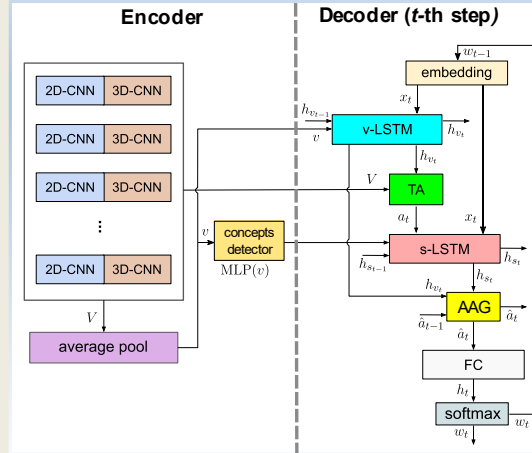 Encoder
Decoder (t-th step)
2D-CNN 3D-CNN
2D-CNN 3D-CNN
2D-CNN 3D-CNN
⋮
2D-CNN 3D-CNN
V
average pool
v
concepts
detector
MLP(v)
w_{t-1}
embedding
x_t
h_{v_{t-1}}
v
v-LSTM
h_{v_t}
h_{v_t}
V
TA
a_t
x_t
s-LSTM
h_{s_{t-1}}
h_{s_t}
h_{s_t}
h_{v_t}
AAG
â_{t-1}
â_t
â_t
FC
h_t
softmax
w_t
w_t